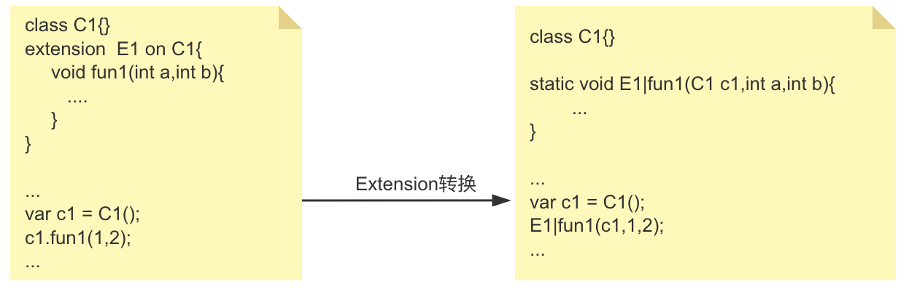 class C1{}
extension  E1 on C1{
void fun1(int a,int b){
....
}
}
...
var c1 = C1();
c1.fun1(1,2);
...
Extension转换
class C1{}
static void E1|fun1(C1 c1,int a,int b){
...
}
...
var c1 = C1();
E1|fun1(c1,1,2);
...